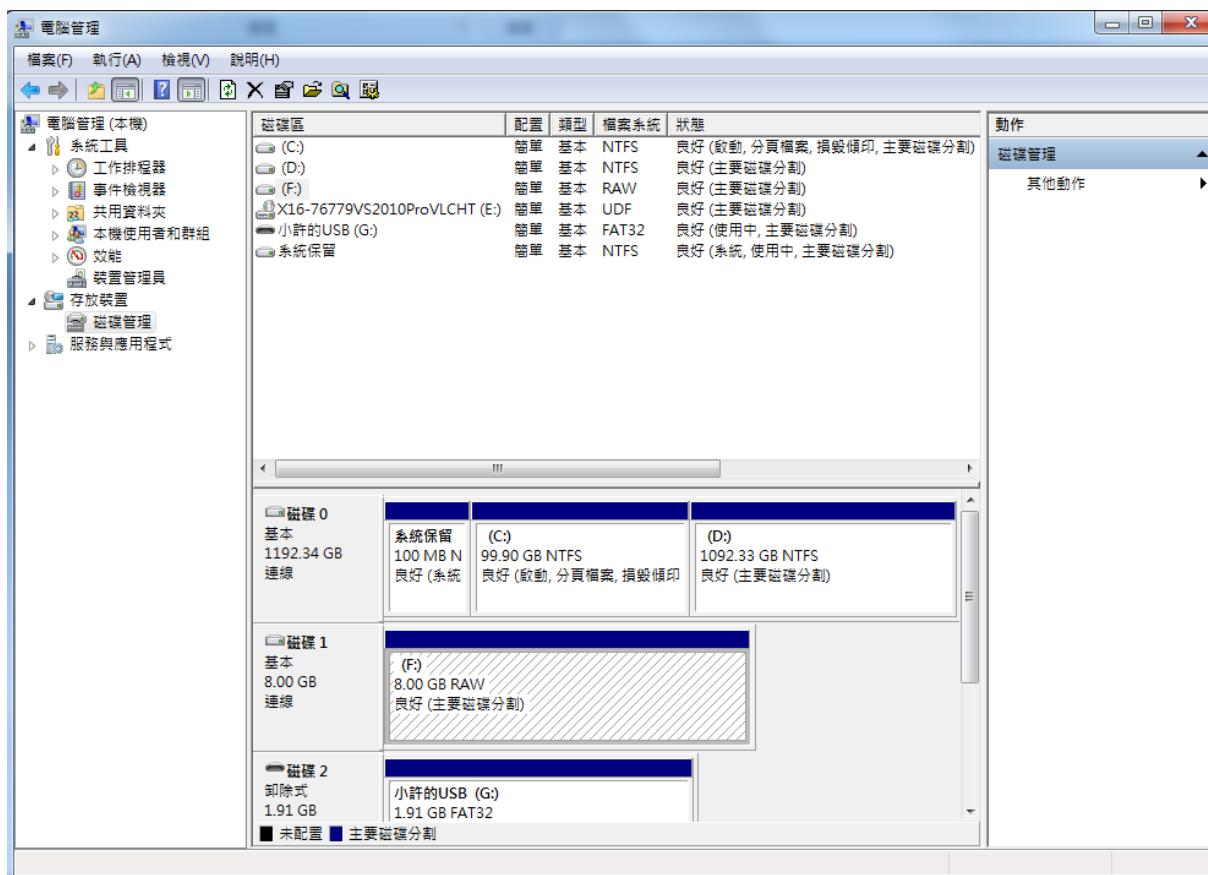 電腦管理
檔案(F) 執行(A) 檢視(V) 說明(H)
電腦管理 (本機)
系統工具
工作排程器
事件檢視器
共用資料夾
本機使用者和群組
效能
裝置管理員
存放裝置
磁碟管理
服務與應用程式
磁碟區 配置 類型 檔案系統 狀態
(C:) 簡單 基本 NTFS 良好 (啟動, 分頁檔案, 損毀傾印, 主要磁碟分割)
(D:) 簡單 基本 NTFS 良好 (主要磁碟分割)
(F:) 簡單 基本 RAW 良好 (主要磁碟分割)
X16-76779VS2010ProVLCHT (E:) 簡單 基本 UDF 良好 (主要磁碟分割)
小許的USB (G:) 簡單 基本 FAT32 良好 (使用中, 主要磁碟分割)
系統保留 簡單 基本 NTFS 良好 (系統, 使用中, 主要磁碟分割)
磁碟 0
基本
1192.34 GB
連線
系統保留
100 MB N
良好 (系統
(C:)
99.90 GB NTFS
良好 (啟動, 分頁檔案, 損毀傾印
(D:)
1092.33 GB NTFS
良好 (主要磁碟分割)
磁碟 1
基本
8.00 GB
連線
(F:)
8.00 GB RAW
良好 (主要磁碟分割)
磁碟 2
卸除式
1.91 GB
小許的USB (G:)
1.91 GB FAT32
未配置 主要磁碟分割
動作
磁碟管理
其他動作